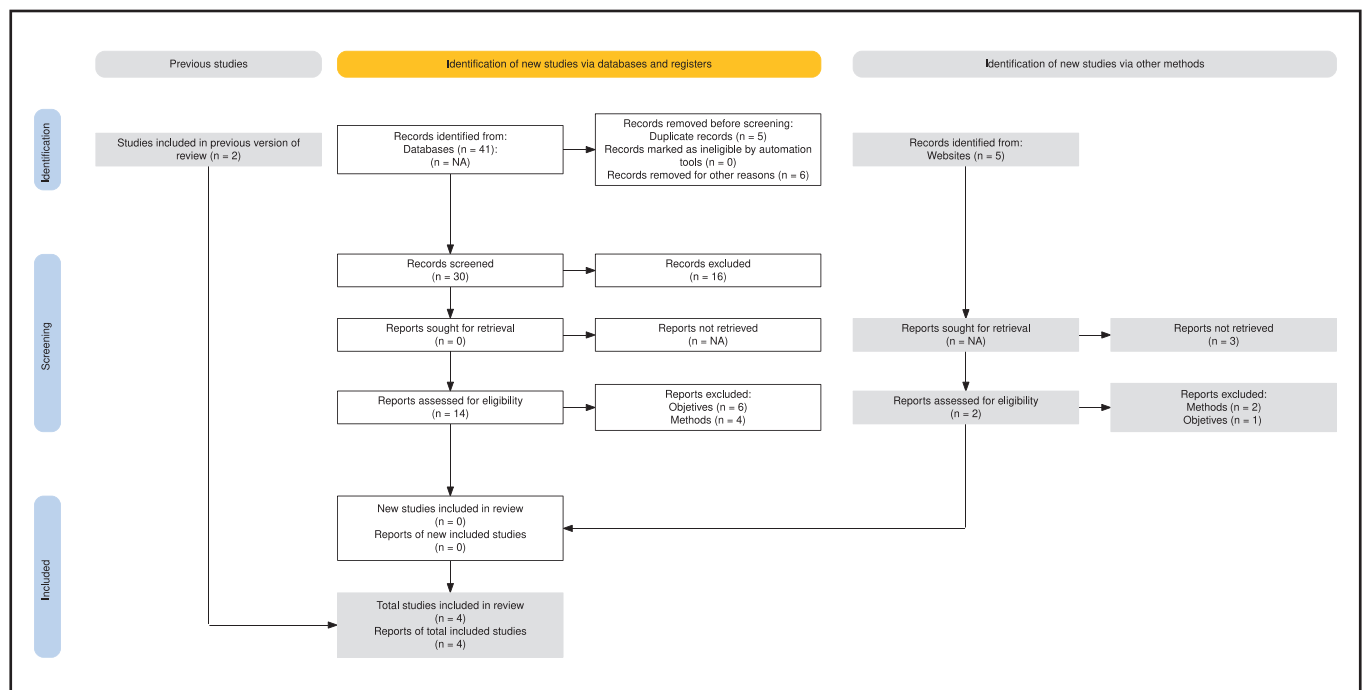 Previous studies
Identification of new studies via databases and registers
Identification of new studies via other methods
Identification
Studies included in previous version of
review (n = 2)
Records identified from:
Databases (n = 41):
(n = NA)
Records removed before screening:
Duplicate records (n = 5)
Records marked as ineligible by automation
tools (n = 0)
Records removed for other reasons (n = 6)
Records identified from:
Websites (n = 5)
Screening
Records screened
(n = 30)
Records excluded
(n = 16)
Reports sought for retrieval
(n = 0)
Reports not retrieved
(n = NA)
Reports sought for retrieval
(n = NA)
Reports not retrieved
(n = 3)
Reports assessed for eligibility
(n = 14)
Reports excluded:
Objetives (n = 6)
Methods (n = 4)
Reports assessed for eligibility
(n = 2)
Reports excluded:
Methods (n = 2)
Objetives (n = 1)
Included
New studies included in review
(n = 0)
Reports of new included studies
(n = 0)
Total studies included in review
(n = 4)
Reports of total included studies
(n = 4)